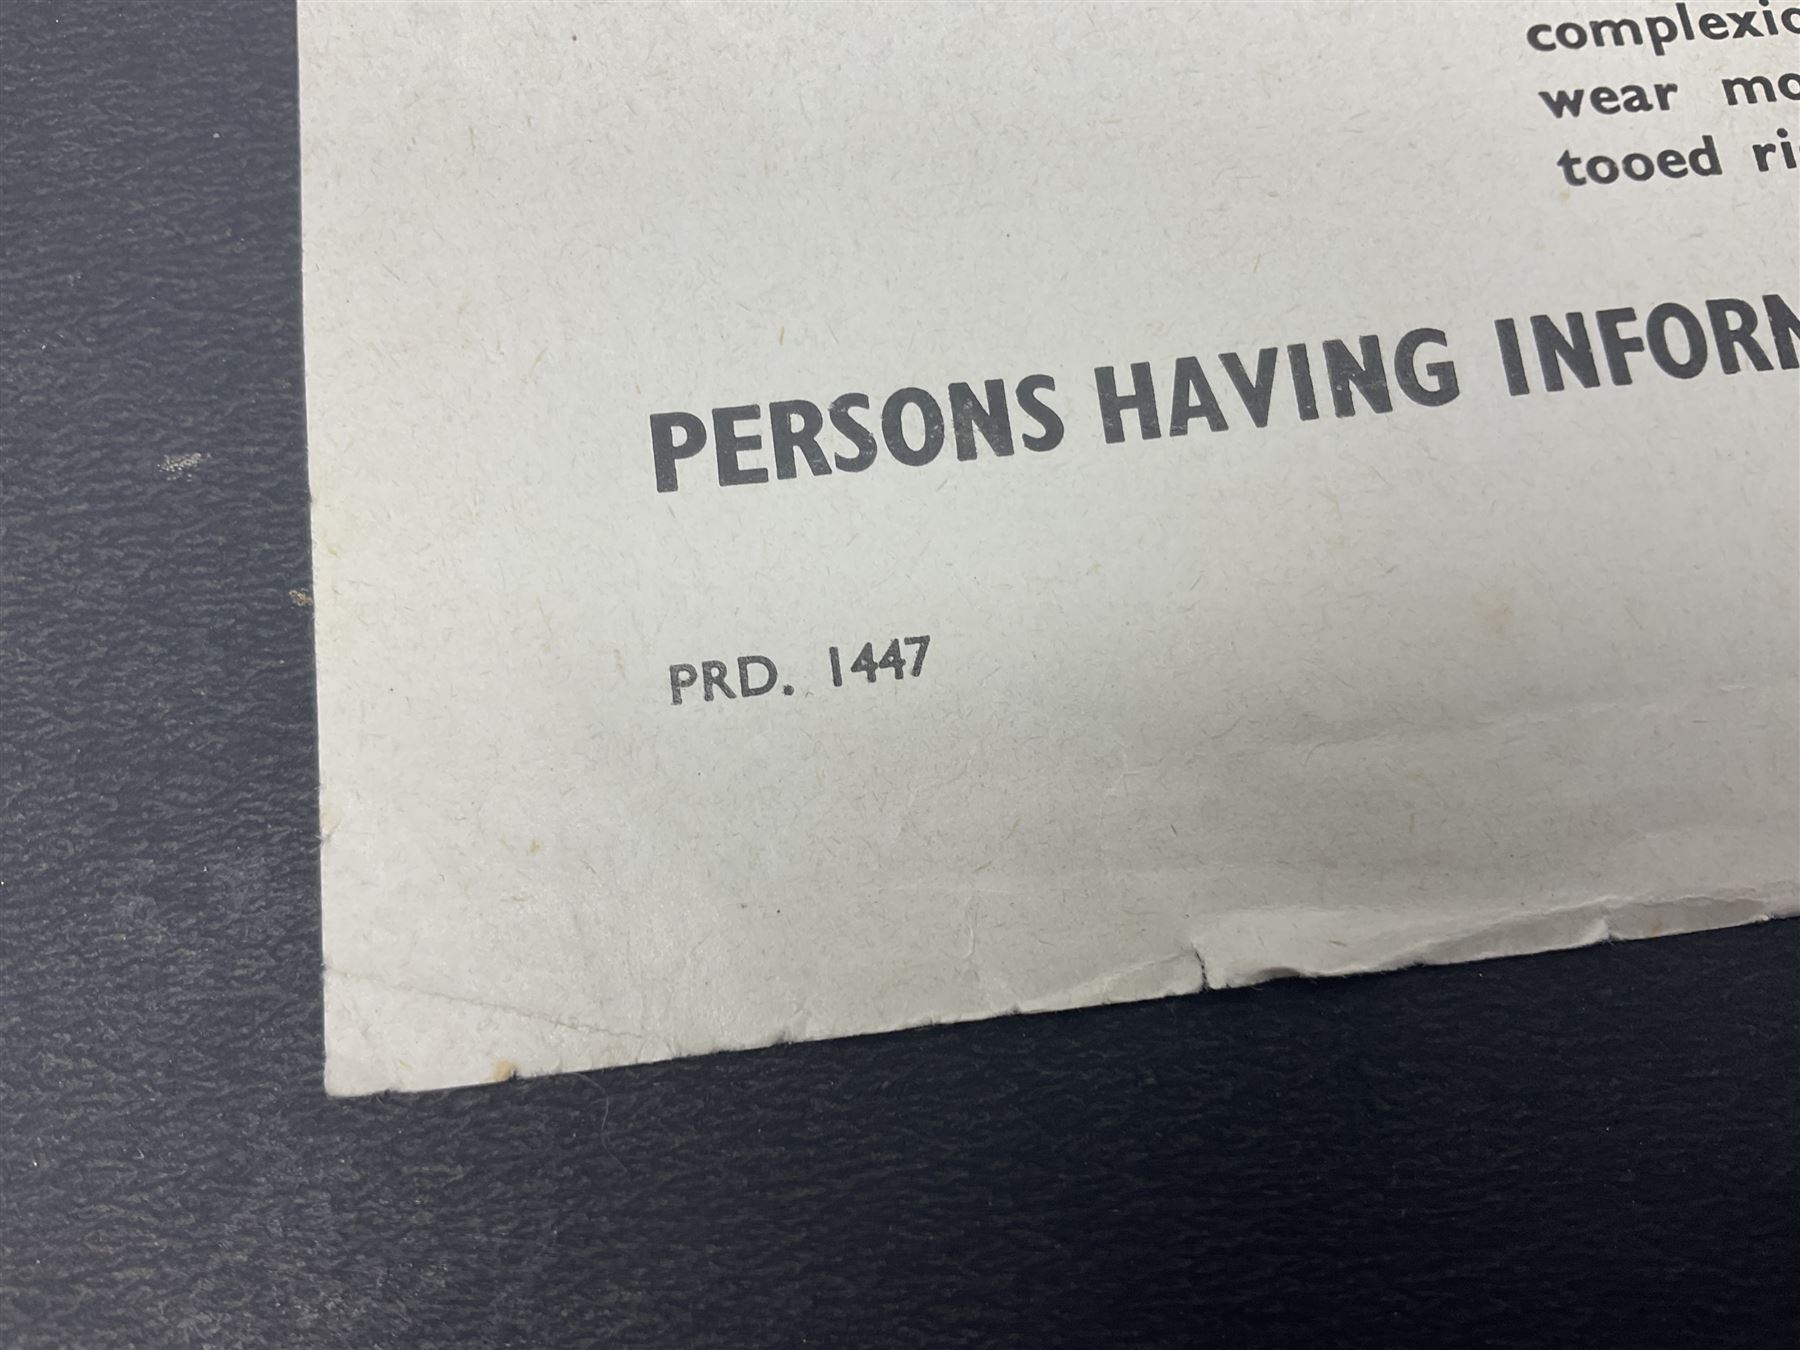 complexio
wear mo
tooed ri
PERSONS HAVING INFORM
PRD. 1447